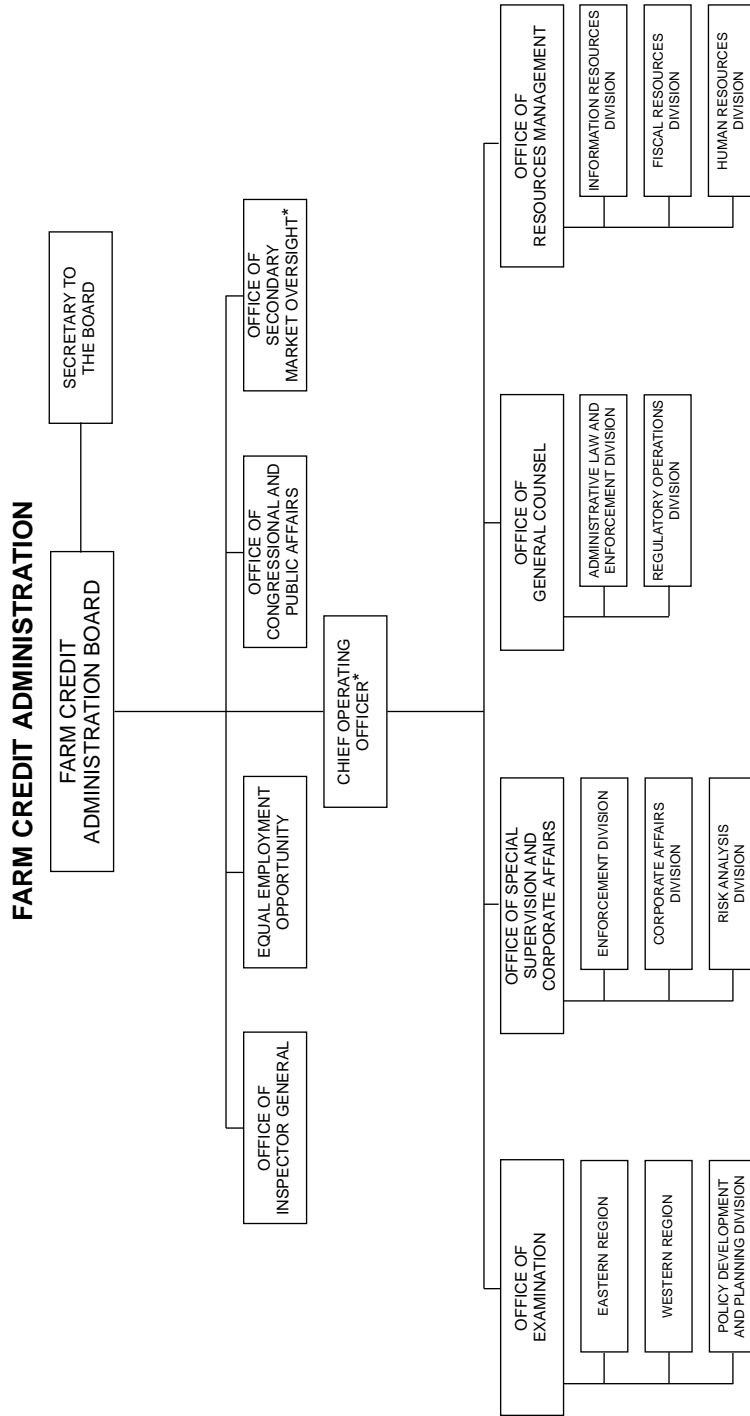 FARM CREDIT ADMINISTRATION
FARM CREDIT
ADMINISTRATION BOARD
SECRETARY TO
THE BOARD
OFFICE OF
INSPECTOR GENERAL
EQUAL EMPLOYMENT
OPPORTUNITY
OFFICE OF
CONGRESSIONAL AND
PUBLIC AFFAIRS
OFFICE OF
SECONDARY
MARKET OVERSIGHT*
CHIEF OPERATING
OFFICER*
OFFICE OF
EXAMINATION
EASTERN REGION
WESTERN REGION
POLICY DEVELOPMENT
AND PLANNING DIVISION
OFFICE OF SPECIAL
SUPERVISION AND
CORPORATE AFFAIRS
ENFORCEMENT DIVISION
CORPORATE AFFAIRS
DIVISION
RISK ANALYSIS
DIVISION
OFFICE OF
GENERAL COUNSEL
ADMINISTRATIVE LAW AND
ENFORCEMENT DIVISION
REGULATORY OPERATIONS
DIVISION
OFFICE OF
RESOURCES MANAGEMENT
INFORMATION RESOURCES
DIVISION
FISCAL RESOURCES
DIVISION
HUMAN RESOURCES
DIVISION